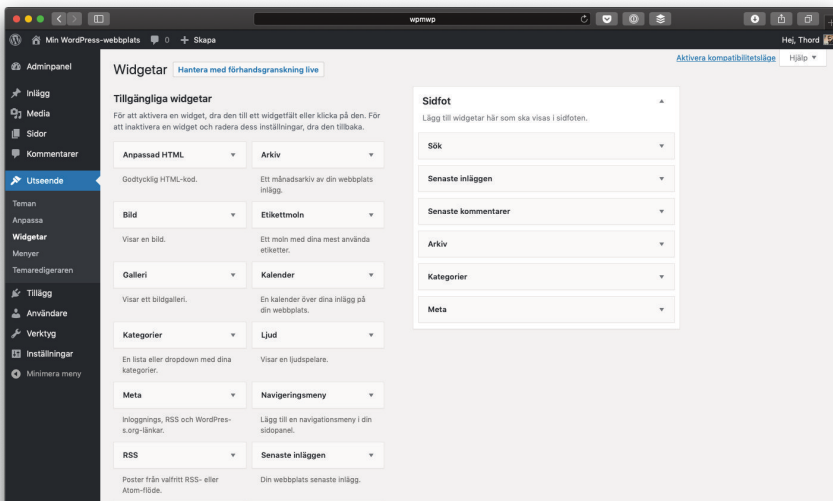 wpmwp
Min WordPress-webbplats 0 + Skapa
Hej, Thord
Adminpanel
Inlägg
Media
Sidor
Kommentarer
Utseende
Teman
Anpassa
Widgetar
Menyer
Temaredigeraren
Tillägg
Användare
Verktyg
Inställningar
Minimera meny
Aktivera kompatibilitetsläge
Hjälp
Widgetar
Hantera med förhandsgranskning live
Tillgängliga widgetar
För att aktivera en widget, dra den till ett widgetfält eller klicka på den. För
att inaktivera en widget och radera dess inställningar, dra den tillbaka.
Anpassad HTML
Godtycklig HTML-kod.
Arkiv
Ett månadsarkiv av din webbplats
inlägg.
Bild
Visar en bild.
Etikettmoln
Ett moln med dina mest använda
etiketter.
Galleri
Visar ett bildgalleri.
Kalender
En kalender över dina inlägg på
din webbplats.
Kategorier
En lista eller dropdown med dina
kategorier.
Ljud
Visar en ljudspelare.
Meta
Inloggnings, RSS och WordPres-
s.org-länkar.
Navigeringsmeny
Lägg till en navigationsmeny i din
sidopanel.
RSS
Poster från valfritt RSS- eller
Atom-flöde.
Senaste inläggen
Din webbplats senaste inlägg.
Sidfot
Lägg till widgetar här som ska visas i sidfoten.
Sök
Senaste inläggen
Senaste kommentarer
Arkiv
Kategorier
Meta